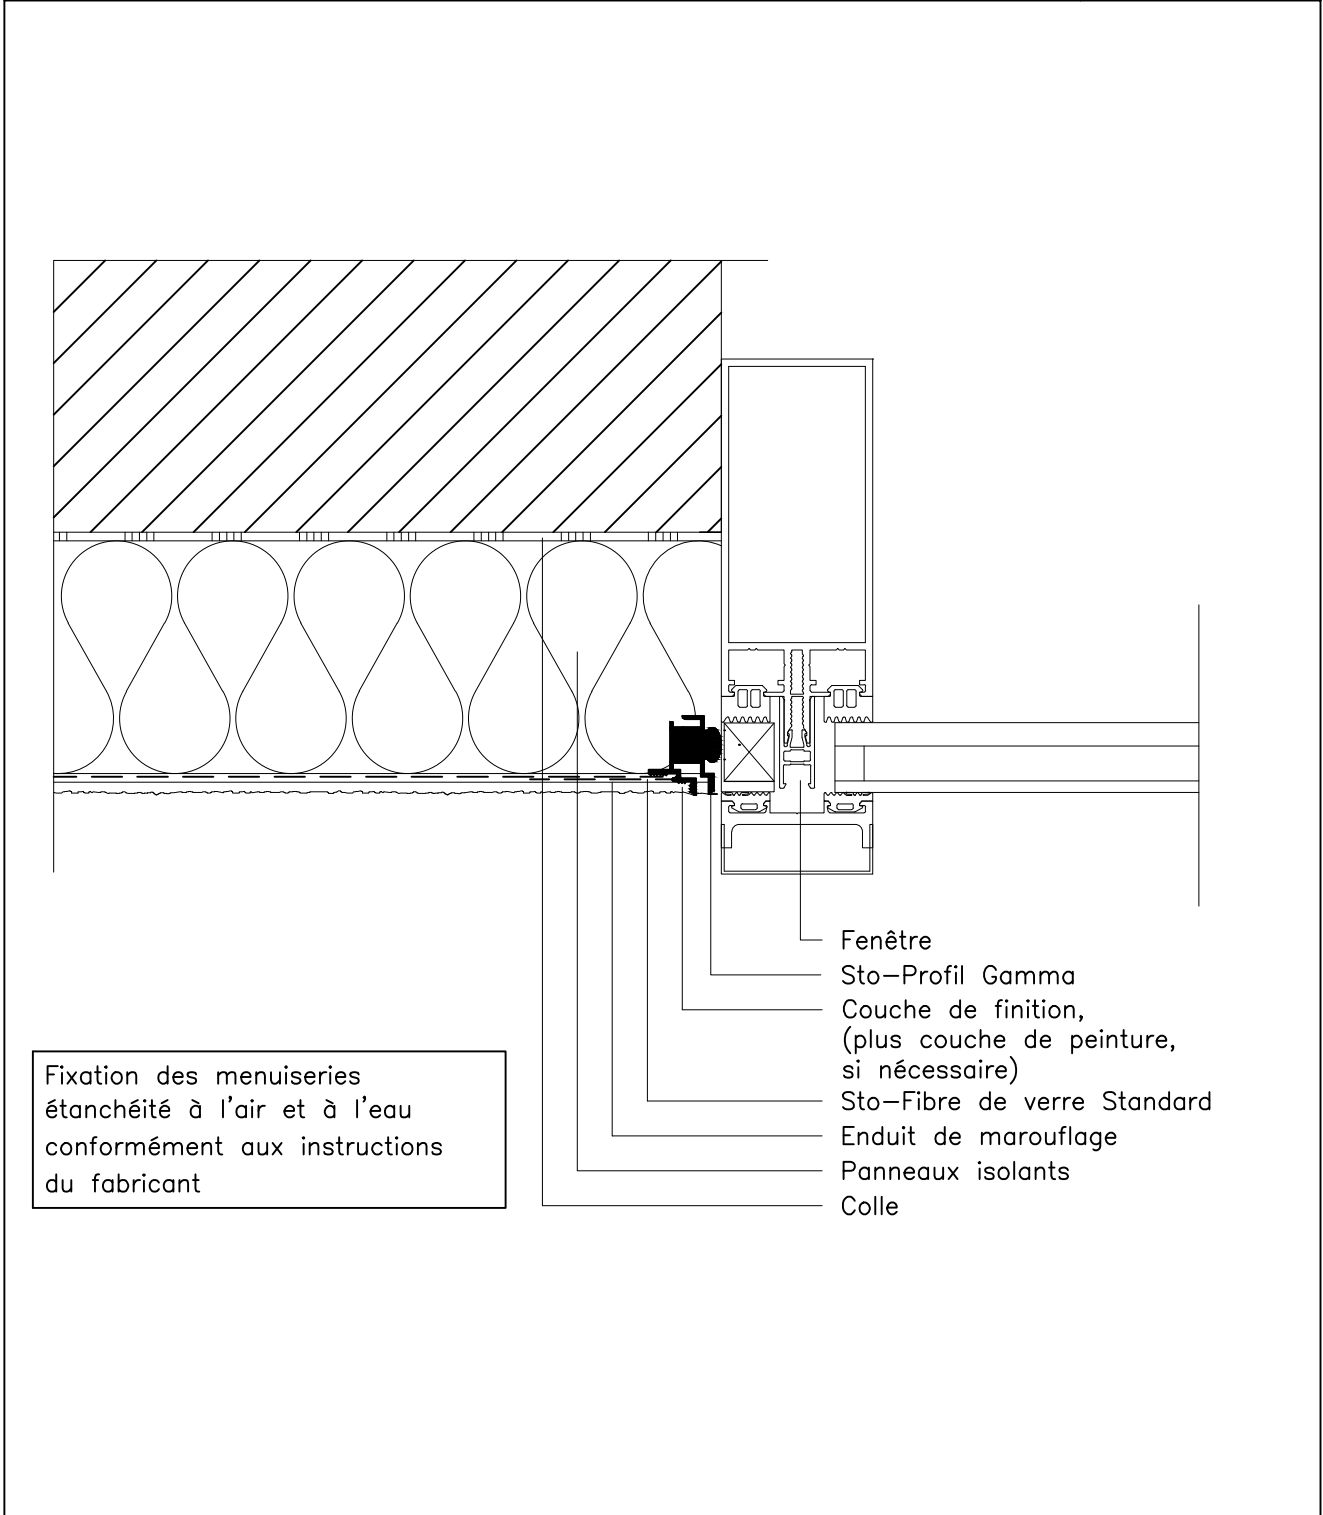 Fenêtre
Sto-Profil Gamma
Couche de finition,
(plus couche de peinture,
si nécessaire)
Sto-Fibre de verre Standard
Enduit de marouflage
Panneaux isolants
Colle
Fixation des menuiseries
étanchéité à l'air et à l'eau
conformément aux instructions
du fabricant